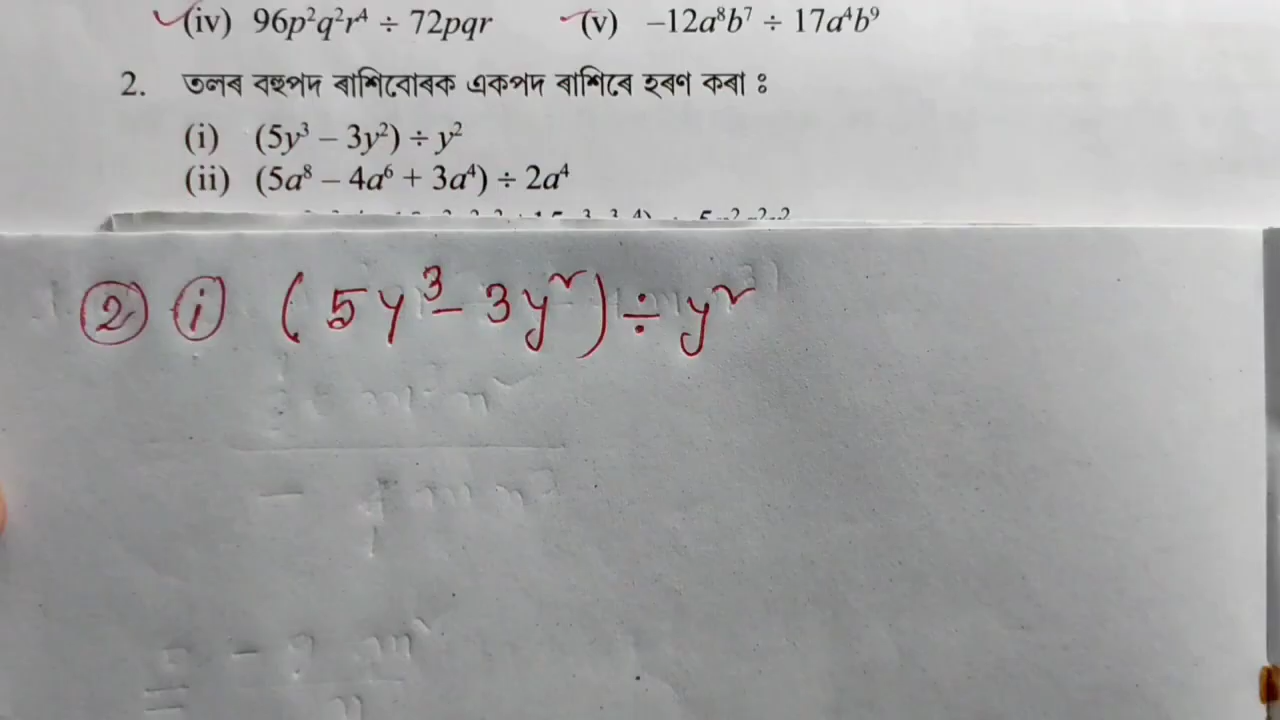 (iv) 96p²q²r⁴ ÷ 72pqr (v) –12a⁸b⁷ ÷ 17a⁴b⁹
2. তলৰ বহুপদ ৰাশিবোৰক একপদ ৰাশিৰে হৰণ কৰা ঃ
(i) (5y³ – 3y²) ÷ y²
(ii) (5a⁸ – 4a⁶ + 3a⁴) ÷ 2a⁴
② ⓘ (5y³ – 3y²) ÷ y²